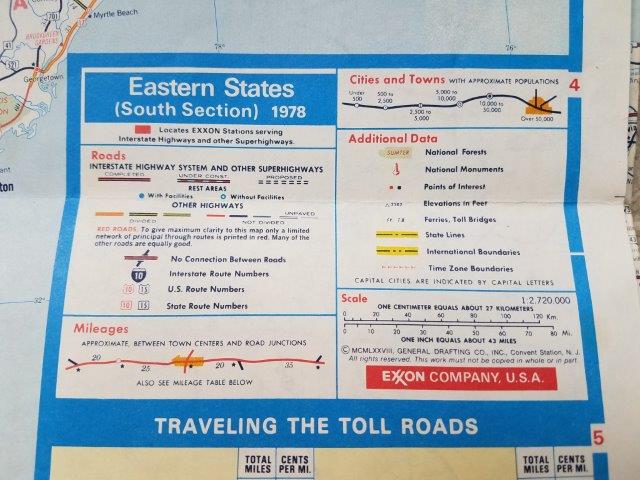 Myrtle Beach
BROOKGREEN
GARDENS
Georgetown
78°
76°
32°
4
Eastern States
(South Section) 1978
Locates EXXON Stations serving
Interstate Highways and other Superhighways.
Roads
INTERSTATE HIGHWAY SYSTEM AND OTHER SUPERHIGHWAYS
COMPLETED UNDER CONST. PROPOSED
REST AREAS
With Facilities Without Facilities
OTHER HIGHWAYS
UNPAVED
DIVIDED NOT DIVIDED
RED ROADS. To give maximum clarity to this map only a limited
network of principal through routes is printed in red. Many of the
other roads are equally good.
No Connection Between Roads
10 Interstate Route Numbers
10 15 U.S. Route Numbers
10 15 State Route Numbers
Mileages
APPROXIMATE, BETWEEN TOWN CENTERS AND ROAD JUNCTIONS
20 25 20 35
ALSO SEE MILEAGE TABLE BELOW
Cities and Towns WITH APPROXIMATE POPULATIONS
Under
500
500 to
2,500
2,500 to
5,000
5,000 to
10,000
10,000 to
50,000
Over 50,000
Additional Data
SUMTER National Forests
National Monuments
Points of Interest
Elevations in Feet
Ferries, Toll Bridges
State Lines
International Boundaries
Time Zone Boundaries
CAPITAL CITIES ARE INDICATED BY CAPITAL LETTERS
Scale 1:2.720.000
ONE CENTIMETER EQUALS ABOUT 27 KILOMETERS
0 20 40 60 80 100 120 Km.
0 10 20 30 40 50 60 70 80 Mi.
ONE INCH EQUALS ABOUT 43 MILES
© MCMLXXVIII, GENERAL DRAFTING CO., INC., Convent Station, N. J.
All rights reserved. This work must not be copied in whole or in part.
EXXON COMPANY, U.S.A.
TRAVELING THE TOLL ROADS
5
TOTAL
MILES
CENTS
PER MI.
TOTAL
MILES
CENTS
PER MI.